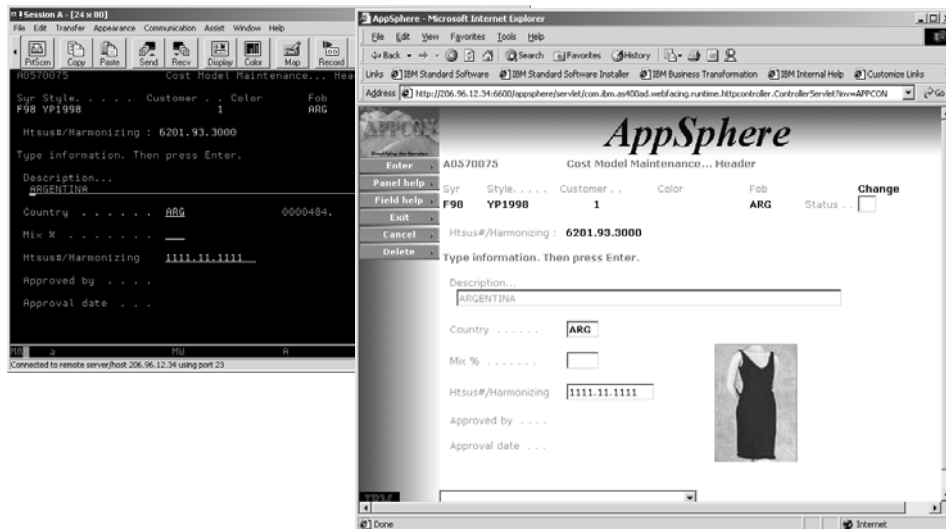 Session A - [24 x 80]
File Edit Transfer Appearance Communication Assist Window Help
PrtScrn Copy Paste Send Recv Display Color Map Record
A0570075 Cost Model Maintenance... Hea
Syr Style. . . . . Customer . . Color Fob
F98 YP1998 1 ARG
Htsus#/Harmonizing : 6201.93.3000
Type information. Then press Enter.
Description...
ARGENTINA
Country . . . . . . ARG 0000484.
Mix % . . . . . . .
Htsus#/Harmonizing 1111.11.1111
Approved by . . . .
Approval date . . .
a MW A
Connected to remote server/host 206.96.12.34 using port 23
AppSphere - Microsoft Internet Explorer
File Edit View Favorites Tools Help
Back Search Favorites History
Links IBM Standard Software IBM Standard Software Installer IBM Business Transformation IBM Internal Help Customize Links
Address http://206.96.12.34:6600/appsphere/servlet/com.ibm.as400ad.webfacing.runtime.httpcontroller.ControllerServlet?inv=APPCON Go
APPCON
AppSphere
Enter
Panel help
Field help
Exit
Cancel
Delete
A0570075 Cost Model Maintenance... Header
Syr Style. . . . . Customer . . Color Fob Change
F98 YP1998 1 ARG Status . .
Htsus#/Harmonizing : 6201.93.3000
Type information. Then press Enter.
Description...
ARGENTINA
Country . . . . . . ARG
Mix % . . . . . . .
Htsus#/Harmonizing 1111.11.1111
Approved by . . . .
Approval date . . .
IBM
Done Internet